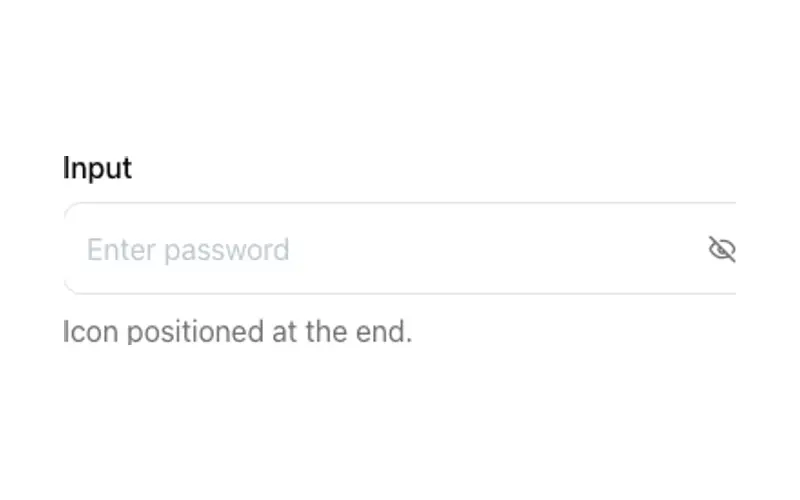 Input
Enter password
Icon positioned at the end.